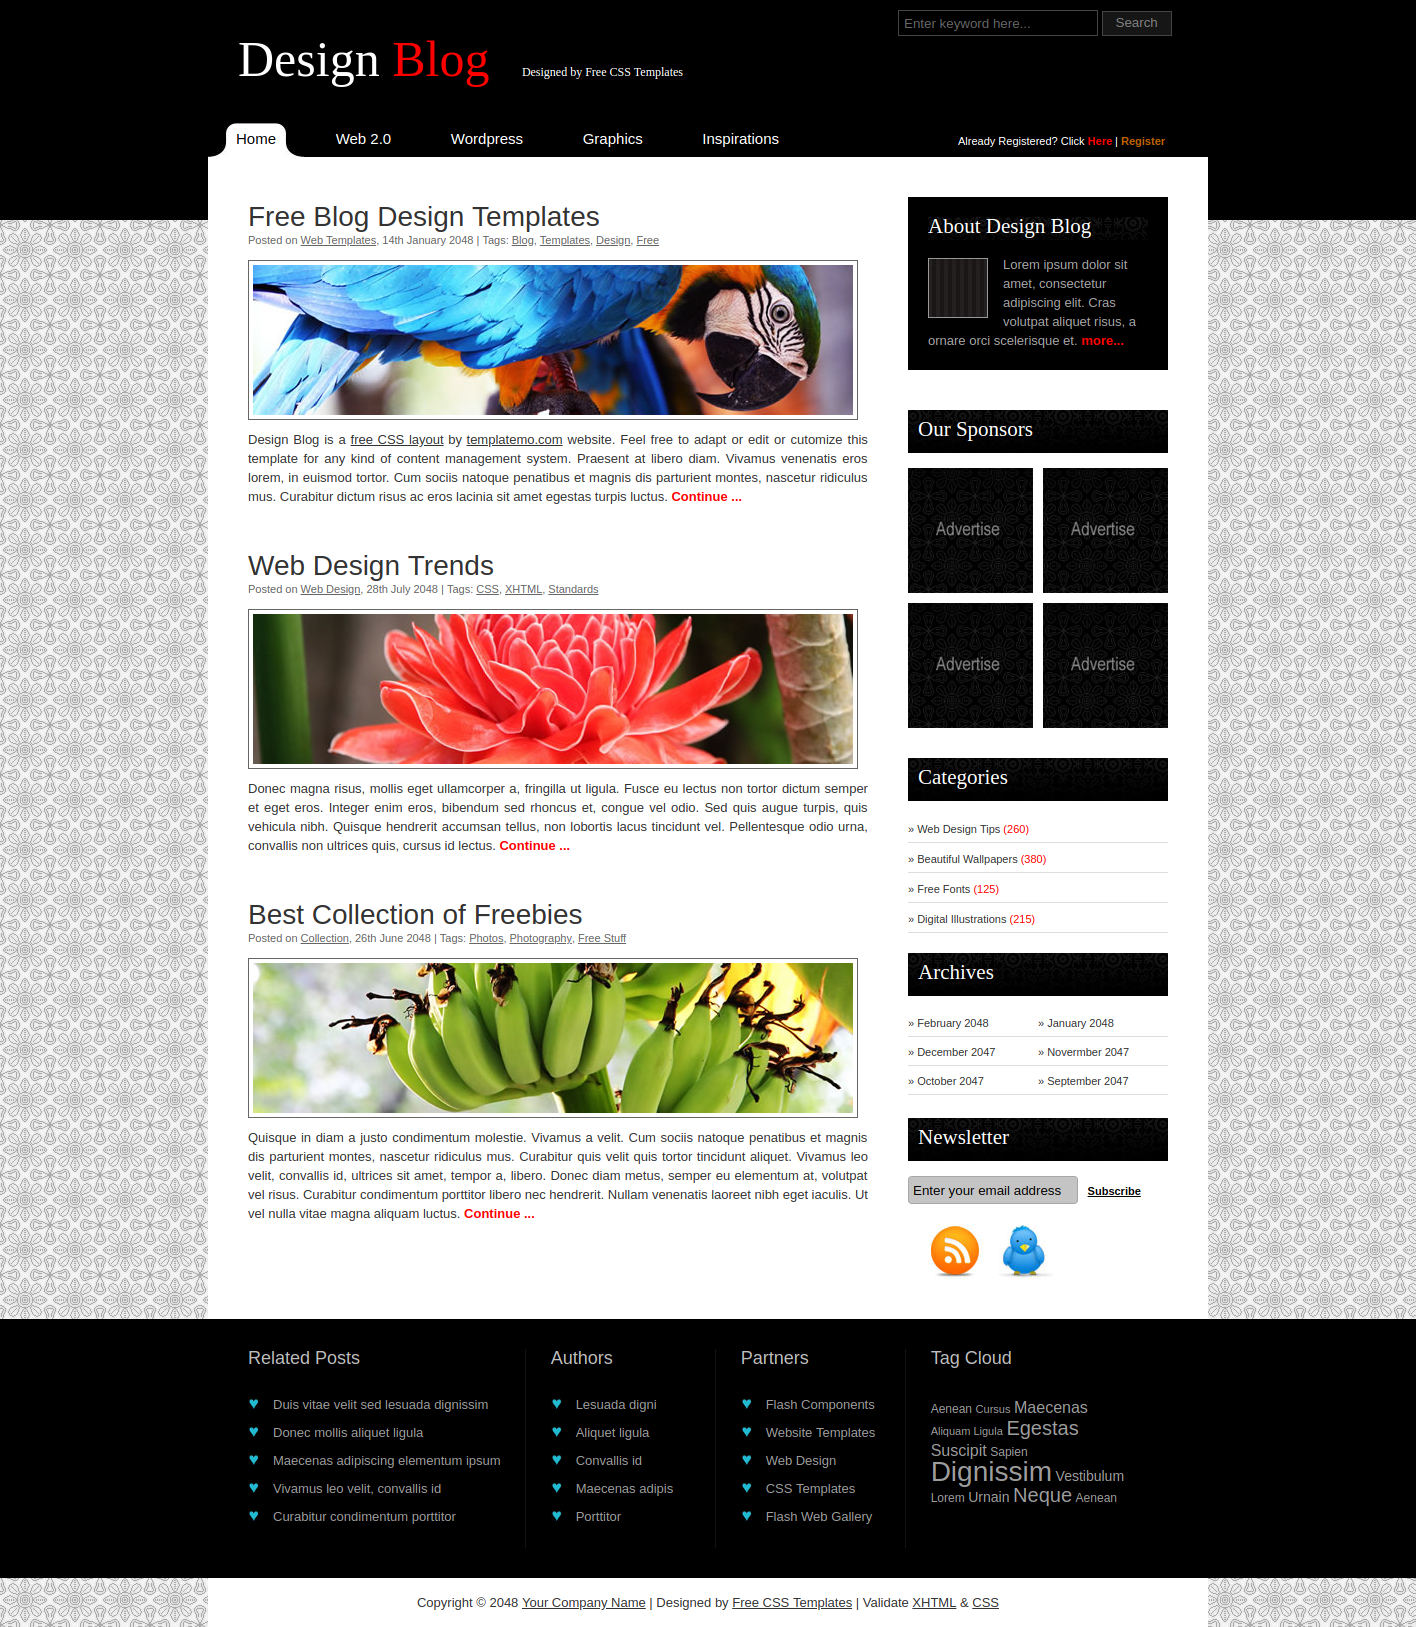 Enter keyword here...
Search
Design Blog
Designed by Free CSS Templates
Home
Web 2.0
Wordpress
Graphics
Inspirations
Already Registered? Click Here | Register
Free Blog Design Templates
Posted on Web Templates, 14th January 2048 | Tags: Blog, Templates, Design, Free
Design Blog is a free CSS layout by templatemo.com website. Feel free to adapt or edit or cutomize this
template for any kind of content management system. Praesent at libero diam. Vivamus venenatis eros
lorem, in euismod tortor. Cum sociis natoque penatibus et magnis dis parturient montes, nascetur ridiculus
mus. Curabitur dictum risus ac eros lacinia sit amet egestas turpis luctus. Continue ...
Web Design Trends
Posted on Web Design, 28th July 2048 | Tags: CSS, XHTML, Standards
Donec magna risus, mollis eget ullamcorper a, fringilla ut ligula. Fusce eu lectus non tortor dictum semper
et eget eros. Integer enim eros, bibendum sed rhoncus et, congue vel odio. Sed quis augue turpis, quis
vehicula nibh. Quisque hendrerit accumsan tellus, non lobortis lacus tincidunt vel. Pellentesque odio urna,
convallis non ultrices quis, cursus id lectus. Continue ...
Best Collection of Freebies
Posted on Collection, 26th June 2048 | Tags: Photos, Photography, Free Stuff
Quisque in diam a justo condimentum molestie. Vivamus a velit. Cum sociis natoque penatibus et magnis
dis parturient montes, nascetur ridiculus mus. Curabitur quis velit quis tortor tincidunt aliquet. Vivamus leo
velit, convallis id, ultrices sit amet, tempor a, libero. Donec diam metus, semper eu elementum at, volutpat
vel risus. Curabitur condimentum porttitor libero nec hendrerit. Nullam venenatis laoreet nibh eget iaculis. Ut
vel nulla vitae magna aliquam luctus. Continue ...
About Design Blog
Lorem ipsum dolor sit
amet, consectetur
adipiscing elit. Cras
volutpat aliquet risus, a
ornare orci scelerisque et. more...
Our Sponsors
Advertise
Advertise
Advertise
Advertise
Categories
» Web Design Tips (260)
» Beautiful Wallpapers (380)
» Free Fonts (125)
» Digital Illustrations (215)
Archives
» February 2048
» January 2048
» December 2047
» Novermber 2047
» October 2047
» September 2047
Newsletter
Enter your email address
Subscribe
Related Posts
Duis vitae velit sed lesuada dignissim
Donec mollis aliquet ligula
Maecenas adipiscing elementum ipsum
Vivamus leo velit, convallis id
Curabitur condimentum porttitor
Authors
Lesuada digni
Aliquet ligula
Convallis id
Maecenas adipis
Porttitor
Partners
Flash Components
Website Templates
Web Design
CSS Templates
Flash Web Gallery
Tag Cloud
Aenean Cursus Maecenas
Aliquam Ligula Egestas
Suscipit Sapien
Dignissim Vestibulum
Lorem Urnain Neque Aenean
Copyright © 2048 Your Company Name | Designed by Free CSS Templates | Validate XHTML & CSS